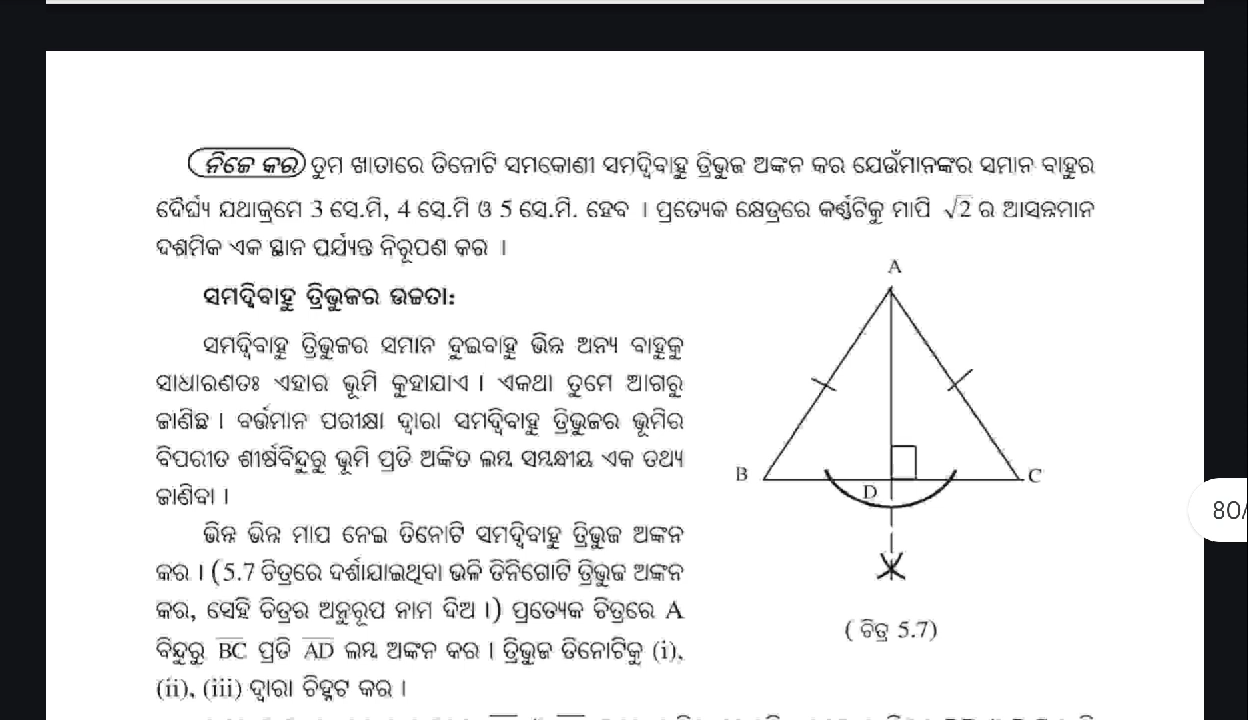 ନିଜେ କର ତୁମ ଖାତାରେ ତିନୋଟି ସମକୋଣୀ ସମଦ୍ୱିବାହୁ ତ୍ରିଭୁଜ ଅଙ୍କନ କର ଯେଉଁମାନଙ୍କର ସମାନ ବାହୁର
ଦୈର୍ଘ୍ୟ ଯଥାକ୍ରମେ 3 ସେ.ମି, 4 ସେ.ମି ଓ 5 ସେ.ମି. ହେବ । ପ୍ରତ୍ୟେକ କ୍ଷେତ୍ରରେ କର୍ଣ୍ଣଟିକୁ ମାପି √2 ର ଆସନ୍ନମାନ
ଦଶମିକ ଏକ ସ୍ଥାନ ପର୍ଯ୍ୟନ୍ତ ନିରୂପଣ କର ।
ସମଦ୍ୱିବାହୁ ତ୍ରିଭୁଜର ଉଚ୍ଚତା:
ସମଦ୍ୱିବାହୁ ତ୍ରିଭୁଜର ସମାନ ଦୁଇବାହୁ ଭିନ୍ନ ଅନ୍ୟ ବାହୁକୁ
ସାଧାରଣତଃ ଏହାର ଭୂମି କୁହାଯାଏ । ଏକଥା ତୁମେ ଆଗରୁ
ଜାଣିଛ । ବର୍ତ୍ତମାନ ପରୀକ୍ଷା ଦ୍ୱାରା ସମଦ୍ୱିବାହୁ ତ୍ରିଭୁଜର ଭୂମିର
ବିପରୀତ ଶୀର୍ଷବିନ୍ଦୁରୁ ଭୂମି ପ୍ରତି ଅଙ୍କିତ ଲମ୍ବ ସମ୍ବନ୍ଧୀୟ ଏକ ତଥ୍ୟ
ଜାଣିବା ।
ଭିନ୍ନ ଭିନ୍ନ ମାପ ନେଇ ତିନୋଟି ସମଦ୍ୱିବାହୁ ତ୍ରିଭୁଜ ଅଙ୍କନ
କର । (5.7 ଚିତ୍ରରେ ଦର୍ଶାଯାଇଥିବା ଭଳି ତିନିଗୋଟି ତ୍ରିଭୁଜ ଅଙ୍କନ
କର, ସେହି ଚିତ୍ରର ଅନୁରୂପ ନାମ ଦିଅ ।) ପ୍ରତ୍ୟେକ ଚିତ୍ରରେ A
ବିନ୍ଦୁରୁ B̅C̅ ପ୍ରତି A̅D̅ ଲମ୍ବ ଅଙ୍କନ କର । ତ୍ରିଭୁଜ ତିନୋଟିକୁ (i),
(ii), (iii) ଦ୍ୱାରା ଚିହ୍ନଟ କର ।
A
B
C
D
( ଚିତ୍ର 5.7)
80/